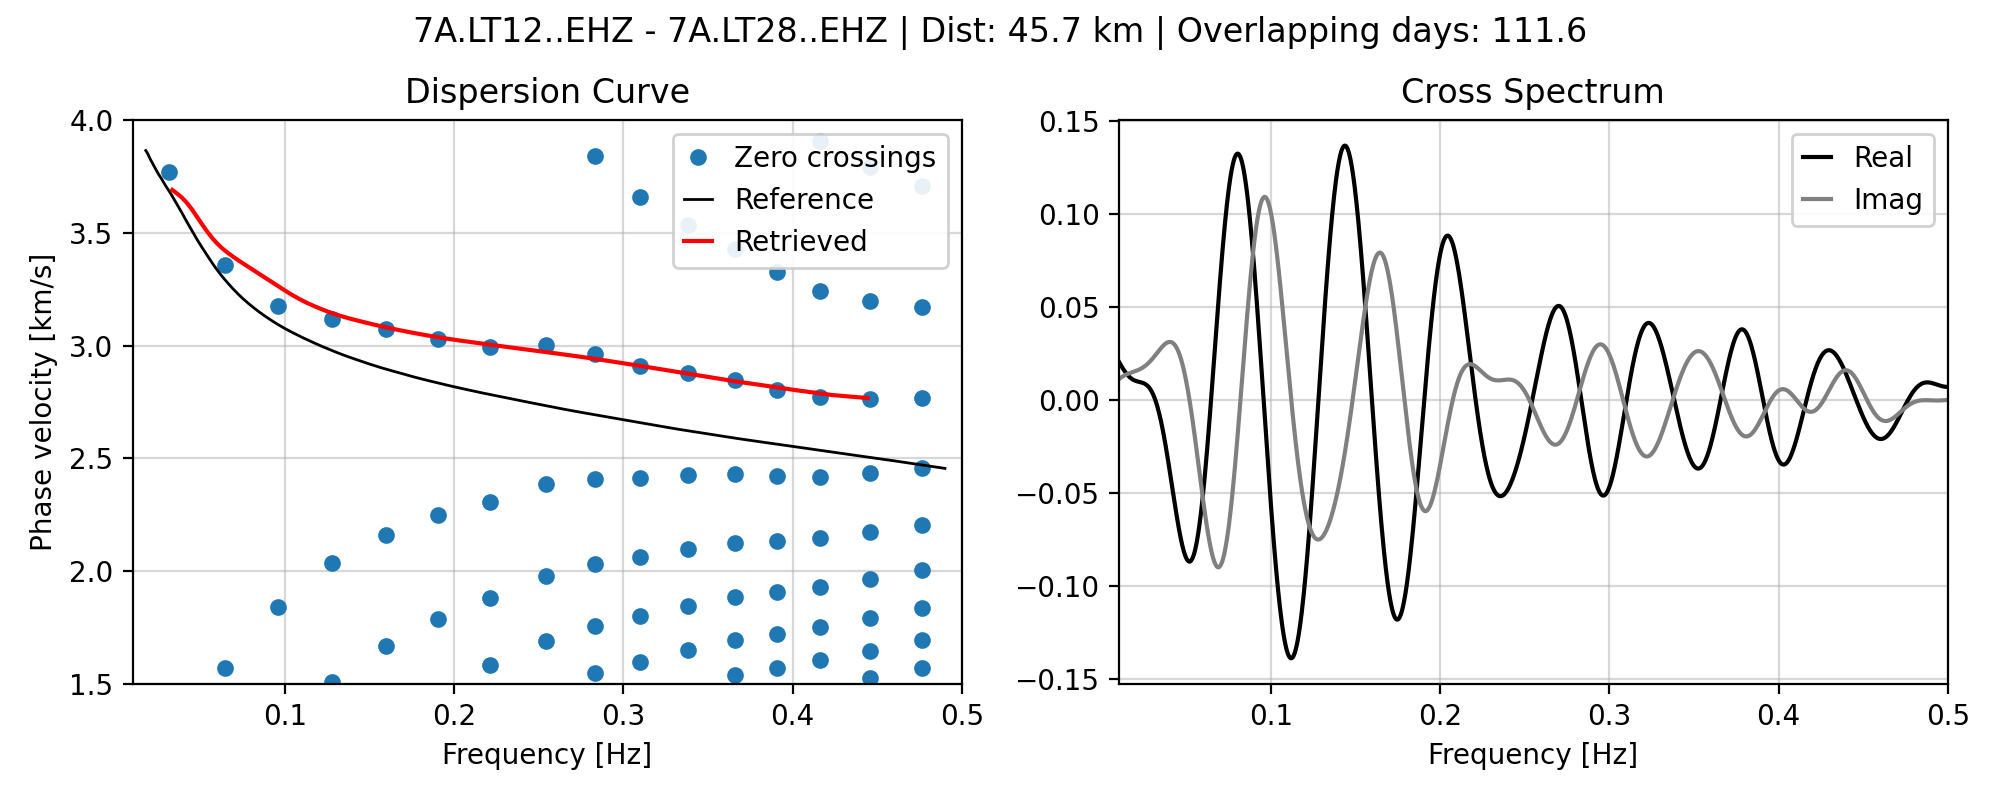 7A.LT12..EHZ - 7A.LT28..EHZ | Dist: 45.7 km | Overlapping days: 111.6
Dispersion Curve
Phase velocity [km/s]
4.0
3.5
3.0
2.5
2.0
1.5
0.1 0.2 0.3 0.4 0.5
Frequency [Hz]
Zero crossings
Reference
Retrieved
Cross Spectrum
0.15
0.10
0.05
0.00
−0.05
−0.10
−0.15
0.1 0.2 0.3 0.4 0.5
Frequency [Hz]
Real
Imag